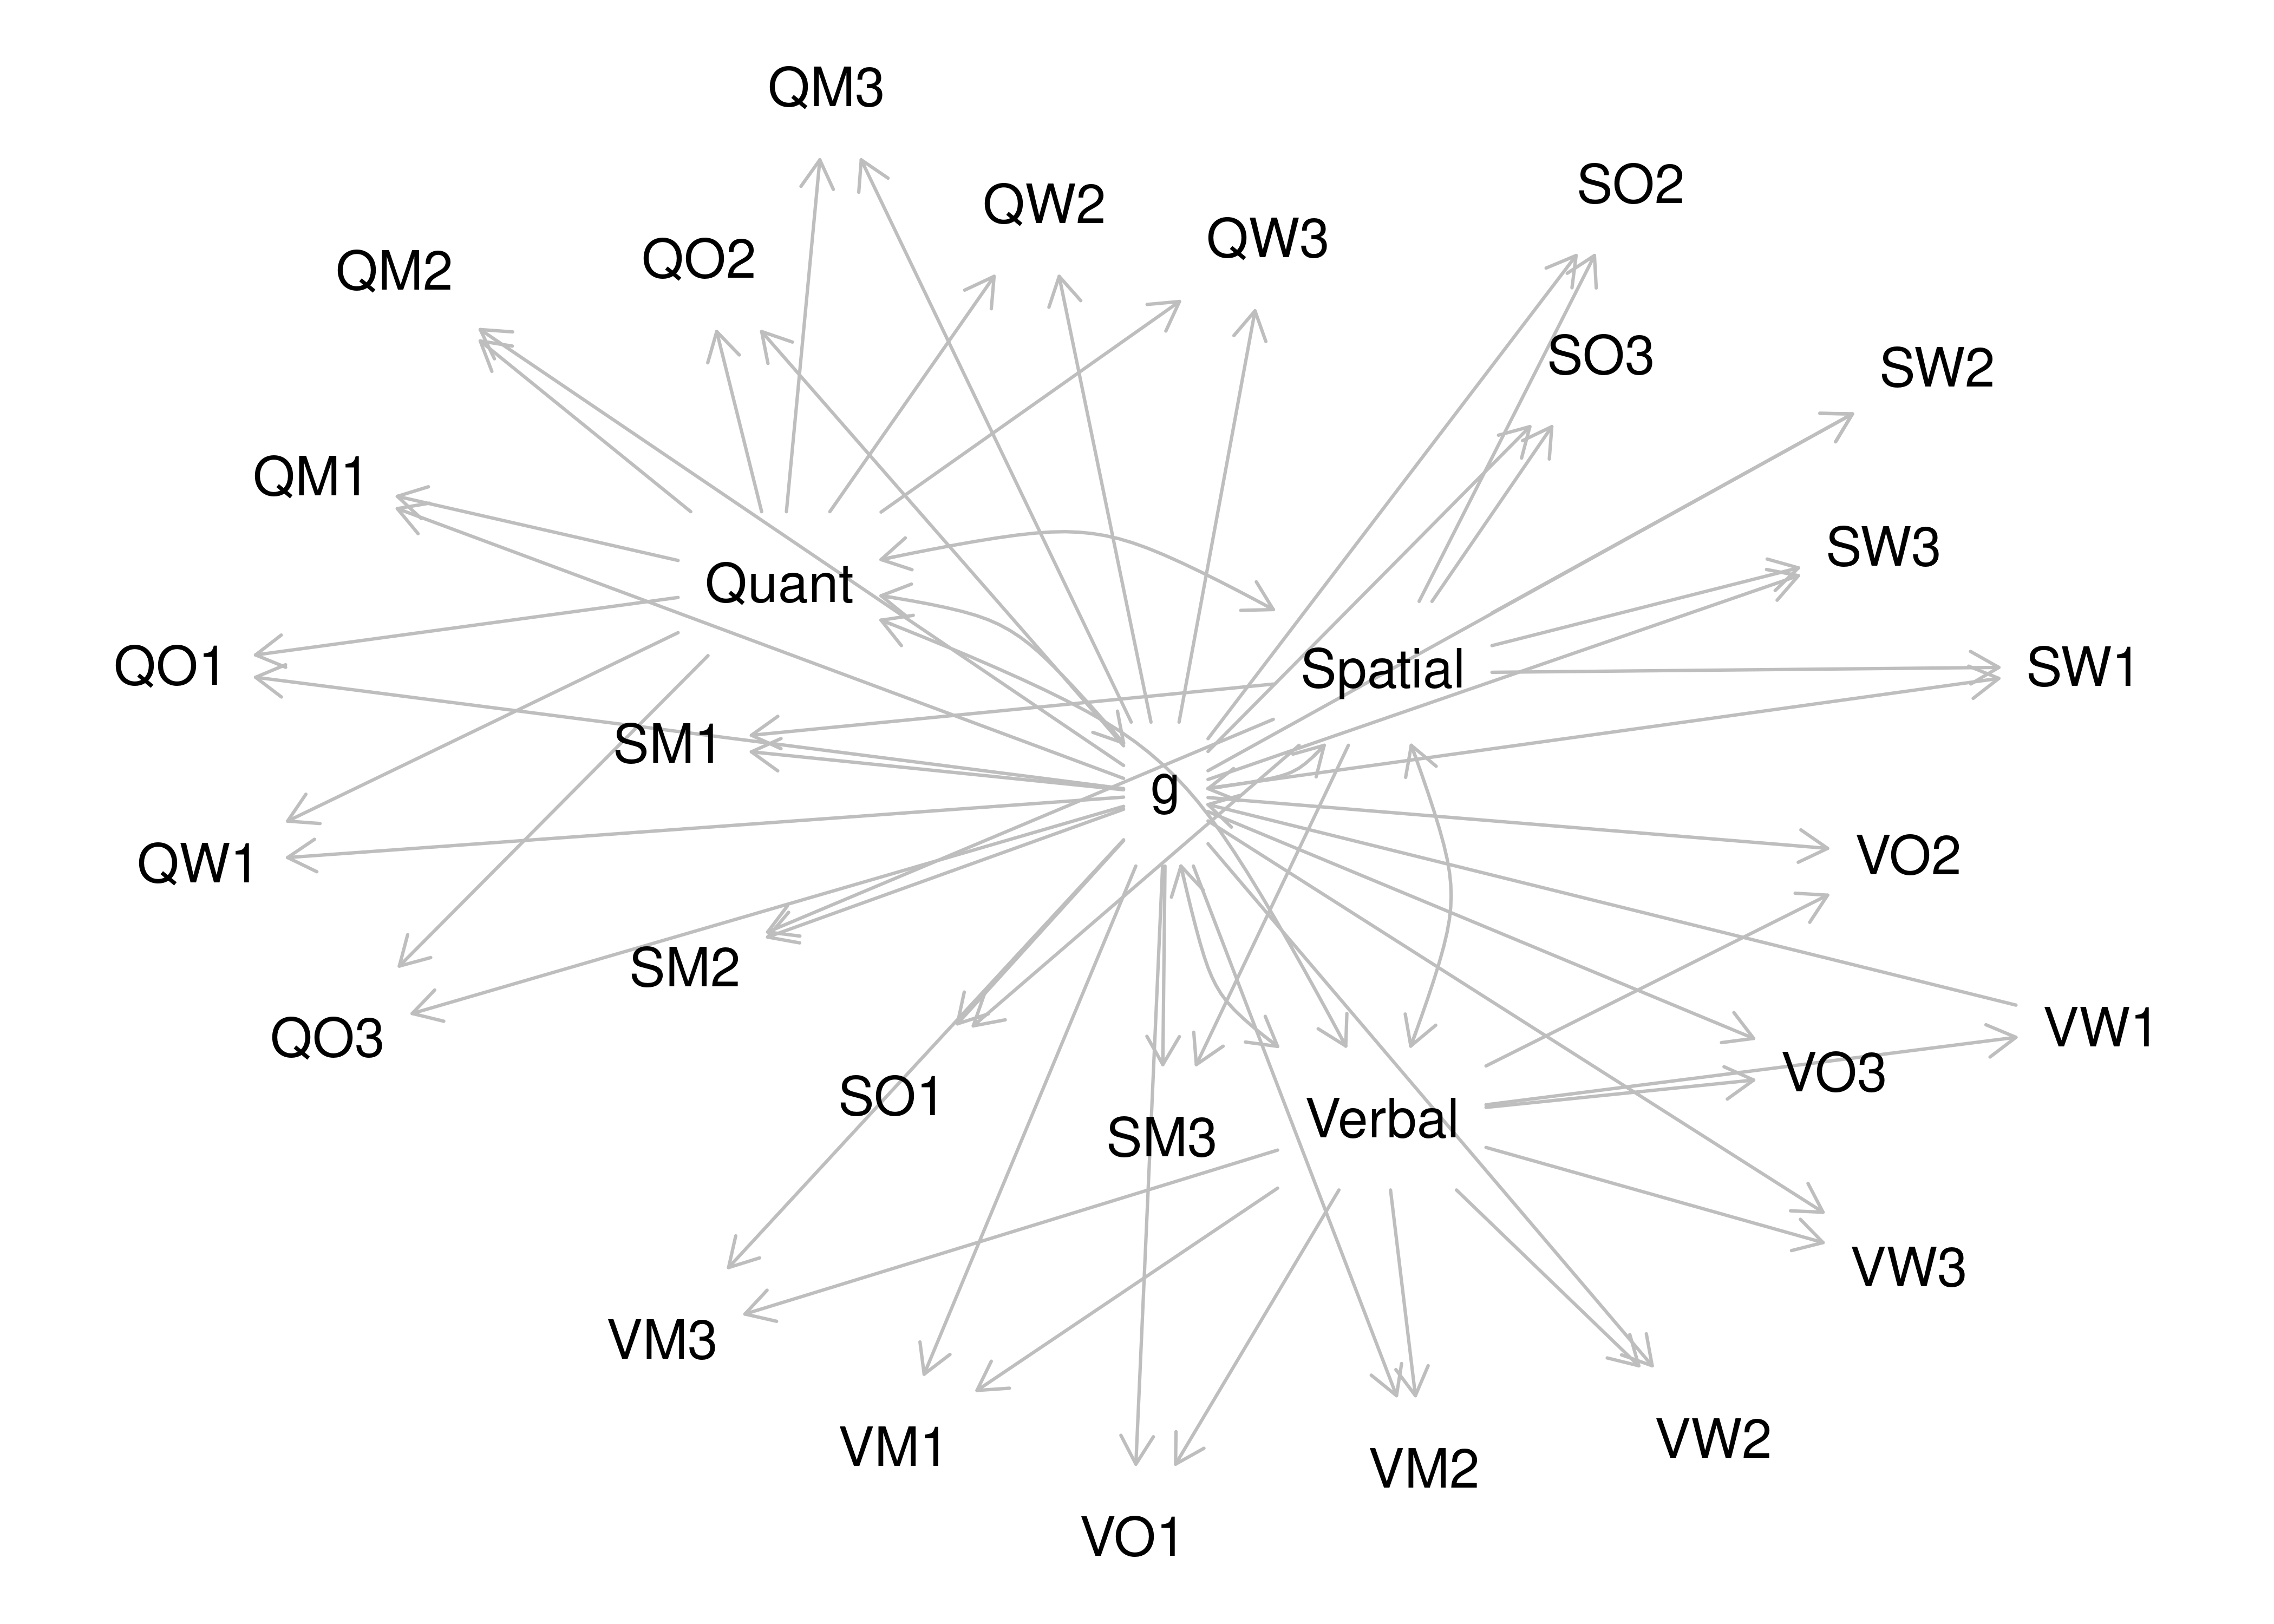 QM3
SO2
QW2
QW3
QO2
QM2
SO3
SW2
QM1
SW3
Quant
QO1
Spatial
SW1
SM1
g
QW1
VO2
SM2
QO3
VW1
VO3
SO1
Verbal
SM3
VW3
VM3
VM1
VW2
VM2
VO1